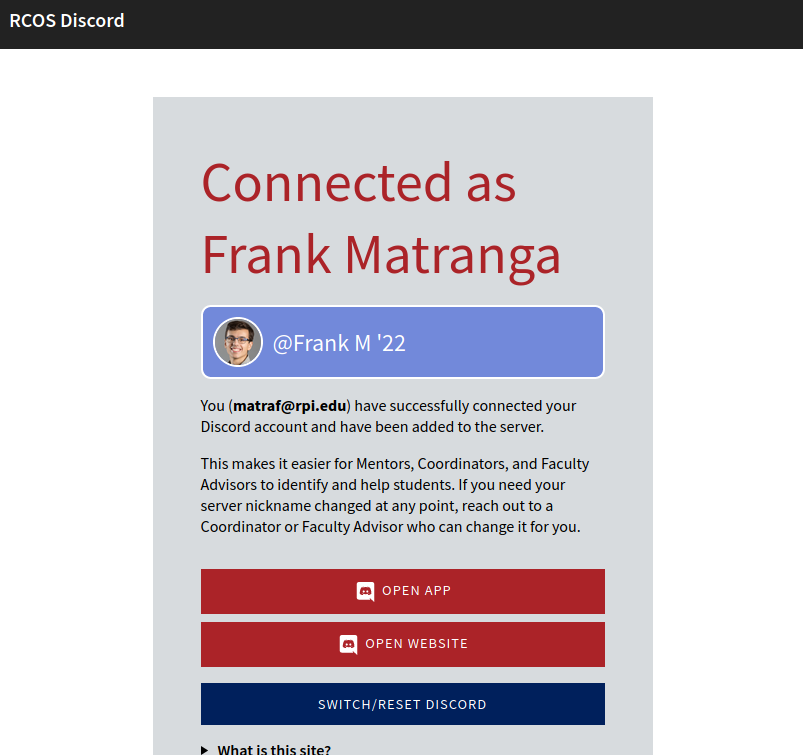 RCOS Discord
Connected as
Frank Matranga
@Frank M '22
You (matraf@rpi.edu) have successfully connected your
Discord account and have been added to the server.
This makes it easier for Mentors, Coordinators, and Faculty
Advisors to identify and help students. If you need your
server nickname changed at any point, reach out to a
Coordinator or Faculty Advisor who can change it for you.
OPEN APP
OPEN WEBSITE
SWITCH/RESET DISCORD
What is this site?